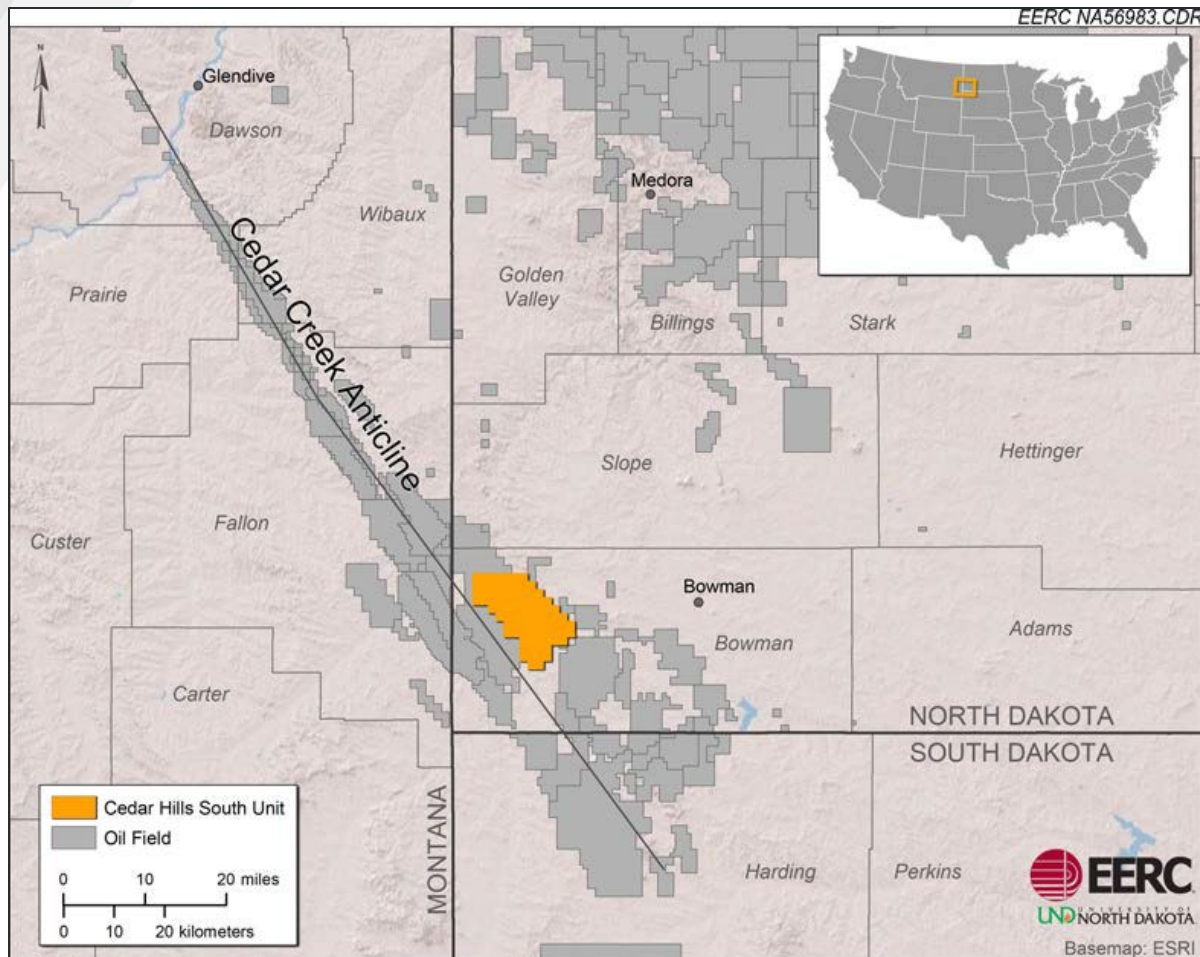 EERC NA56983.CDR
N
Glendive
Dawson
Medora
Wibaux
Cedar Creek Anticline
Golden
Valley
Prairie
Billings
Stark
Slope
Hettinger
Fallon
Custer
Bowman
Adams
Bowman
Carter
NORTH DAKOTA
SOUTH DAKOTA
MONTANA
Harding
Perkins
Cedar Hills South Unit
Oil Field
0 10 20 miles
0 10 20 kilometers
EERC
UND UNIVERSITY OF
NORTH DAKOTA
Basemap: ESRI